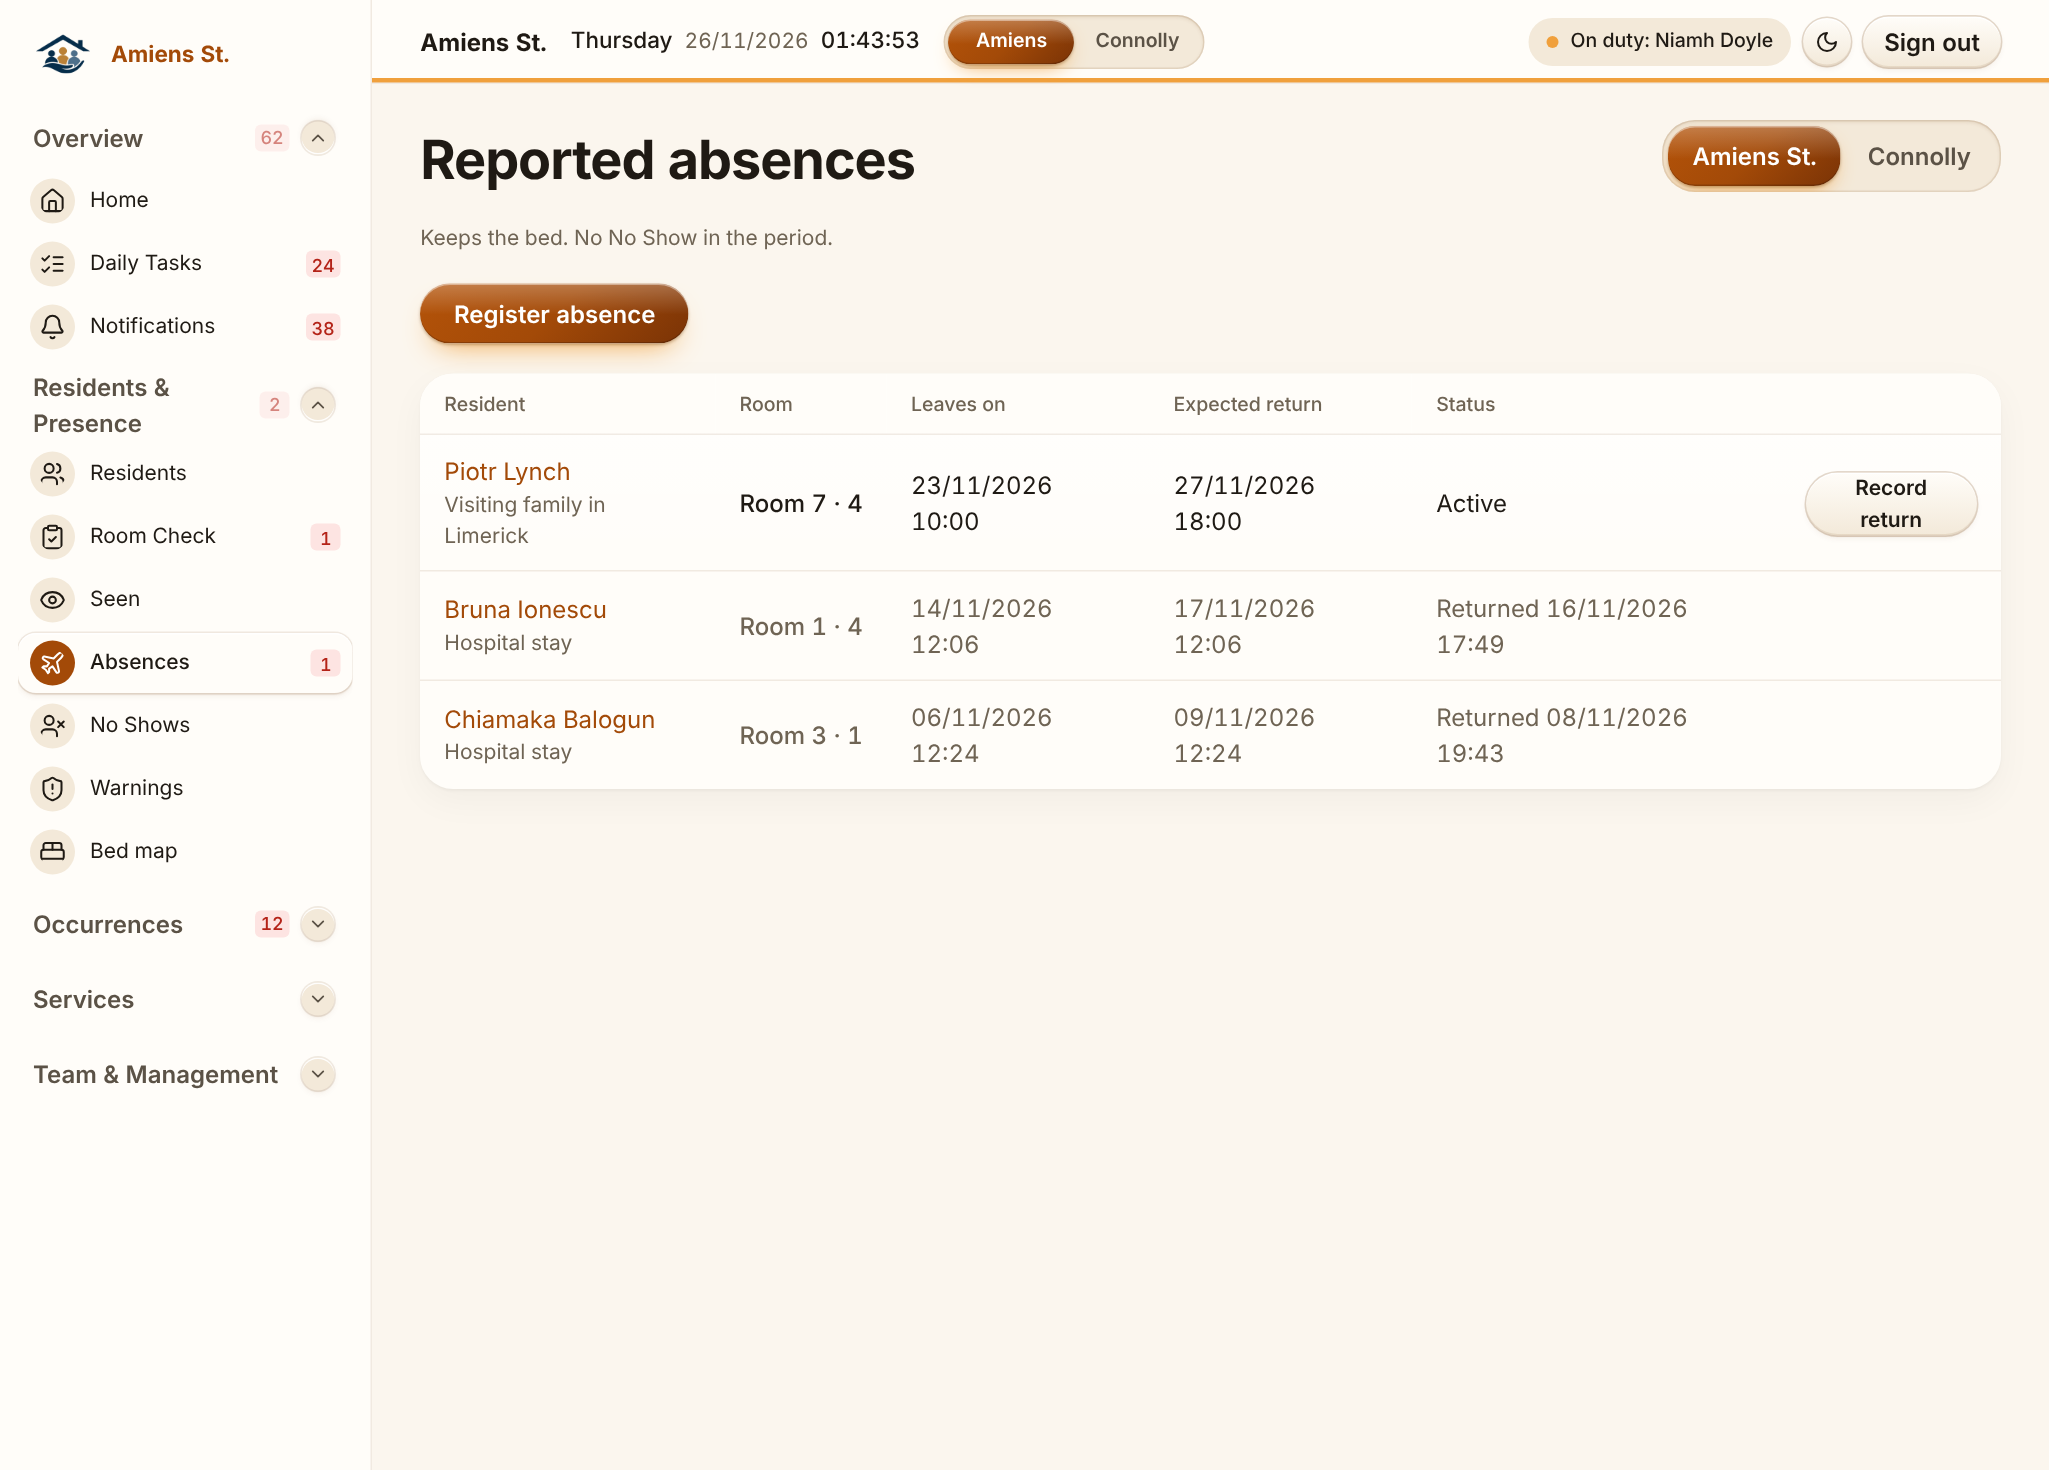 Amiens St.
Overview 62
Home
Daily Tasks 24
Notifications 38
Residents &
Presence 2
Residents
Room Check 1
Seen
Absences 1
No Shows
Warnings
Bed map
Occurrences 12
Services
Team & Management
Amiens St. Thursday 26/11/2026 01:43:53 Amiens Connolly On duty: Niamh Doyle Sign out
Reported absences
Amiens St. Connolly
Keeps the bed. No No Show in the period.
Register absence
Resident Room Leaves on Expected return Status
Piotr Lynch
Visiting family in
Limerick
Room 7 · 4
23/11/2026
10:00
27/11/2026
18:00
Active
Record
return
Bruna Ionescu
Hospital stay
Room 1 · 4
14/11/2026
12:06
17/11/2026
12:06
Returned 16/11/2026
17:49
Chiamaka Balogun
Hospital stay
Room 3 · 1
06/11/2026
12:24
09/11/2026
12:24
Returned 08/11/2026
19:43